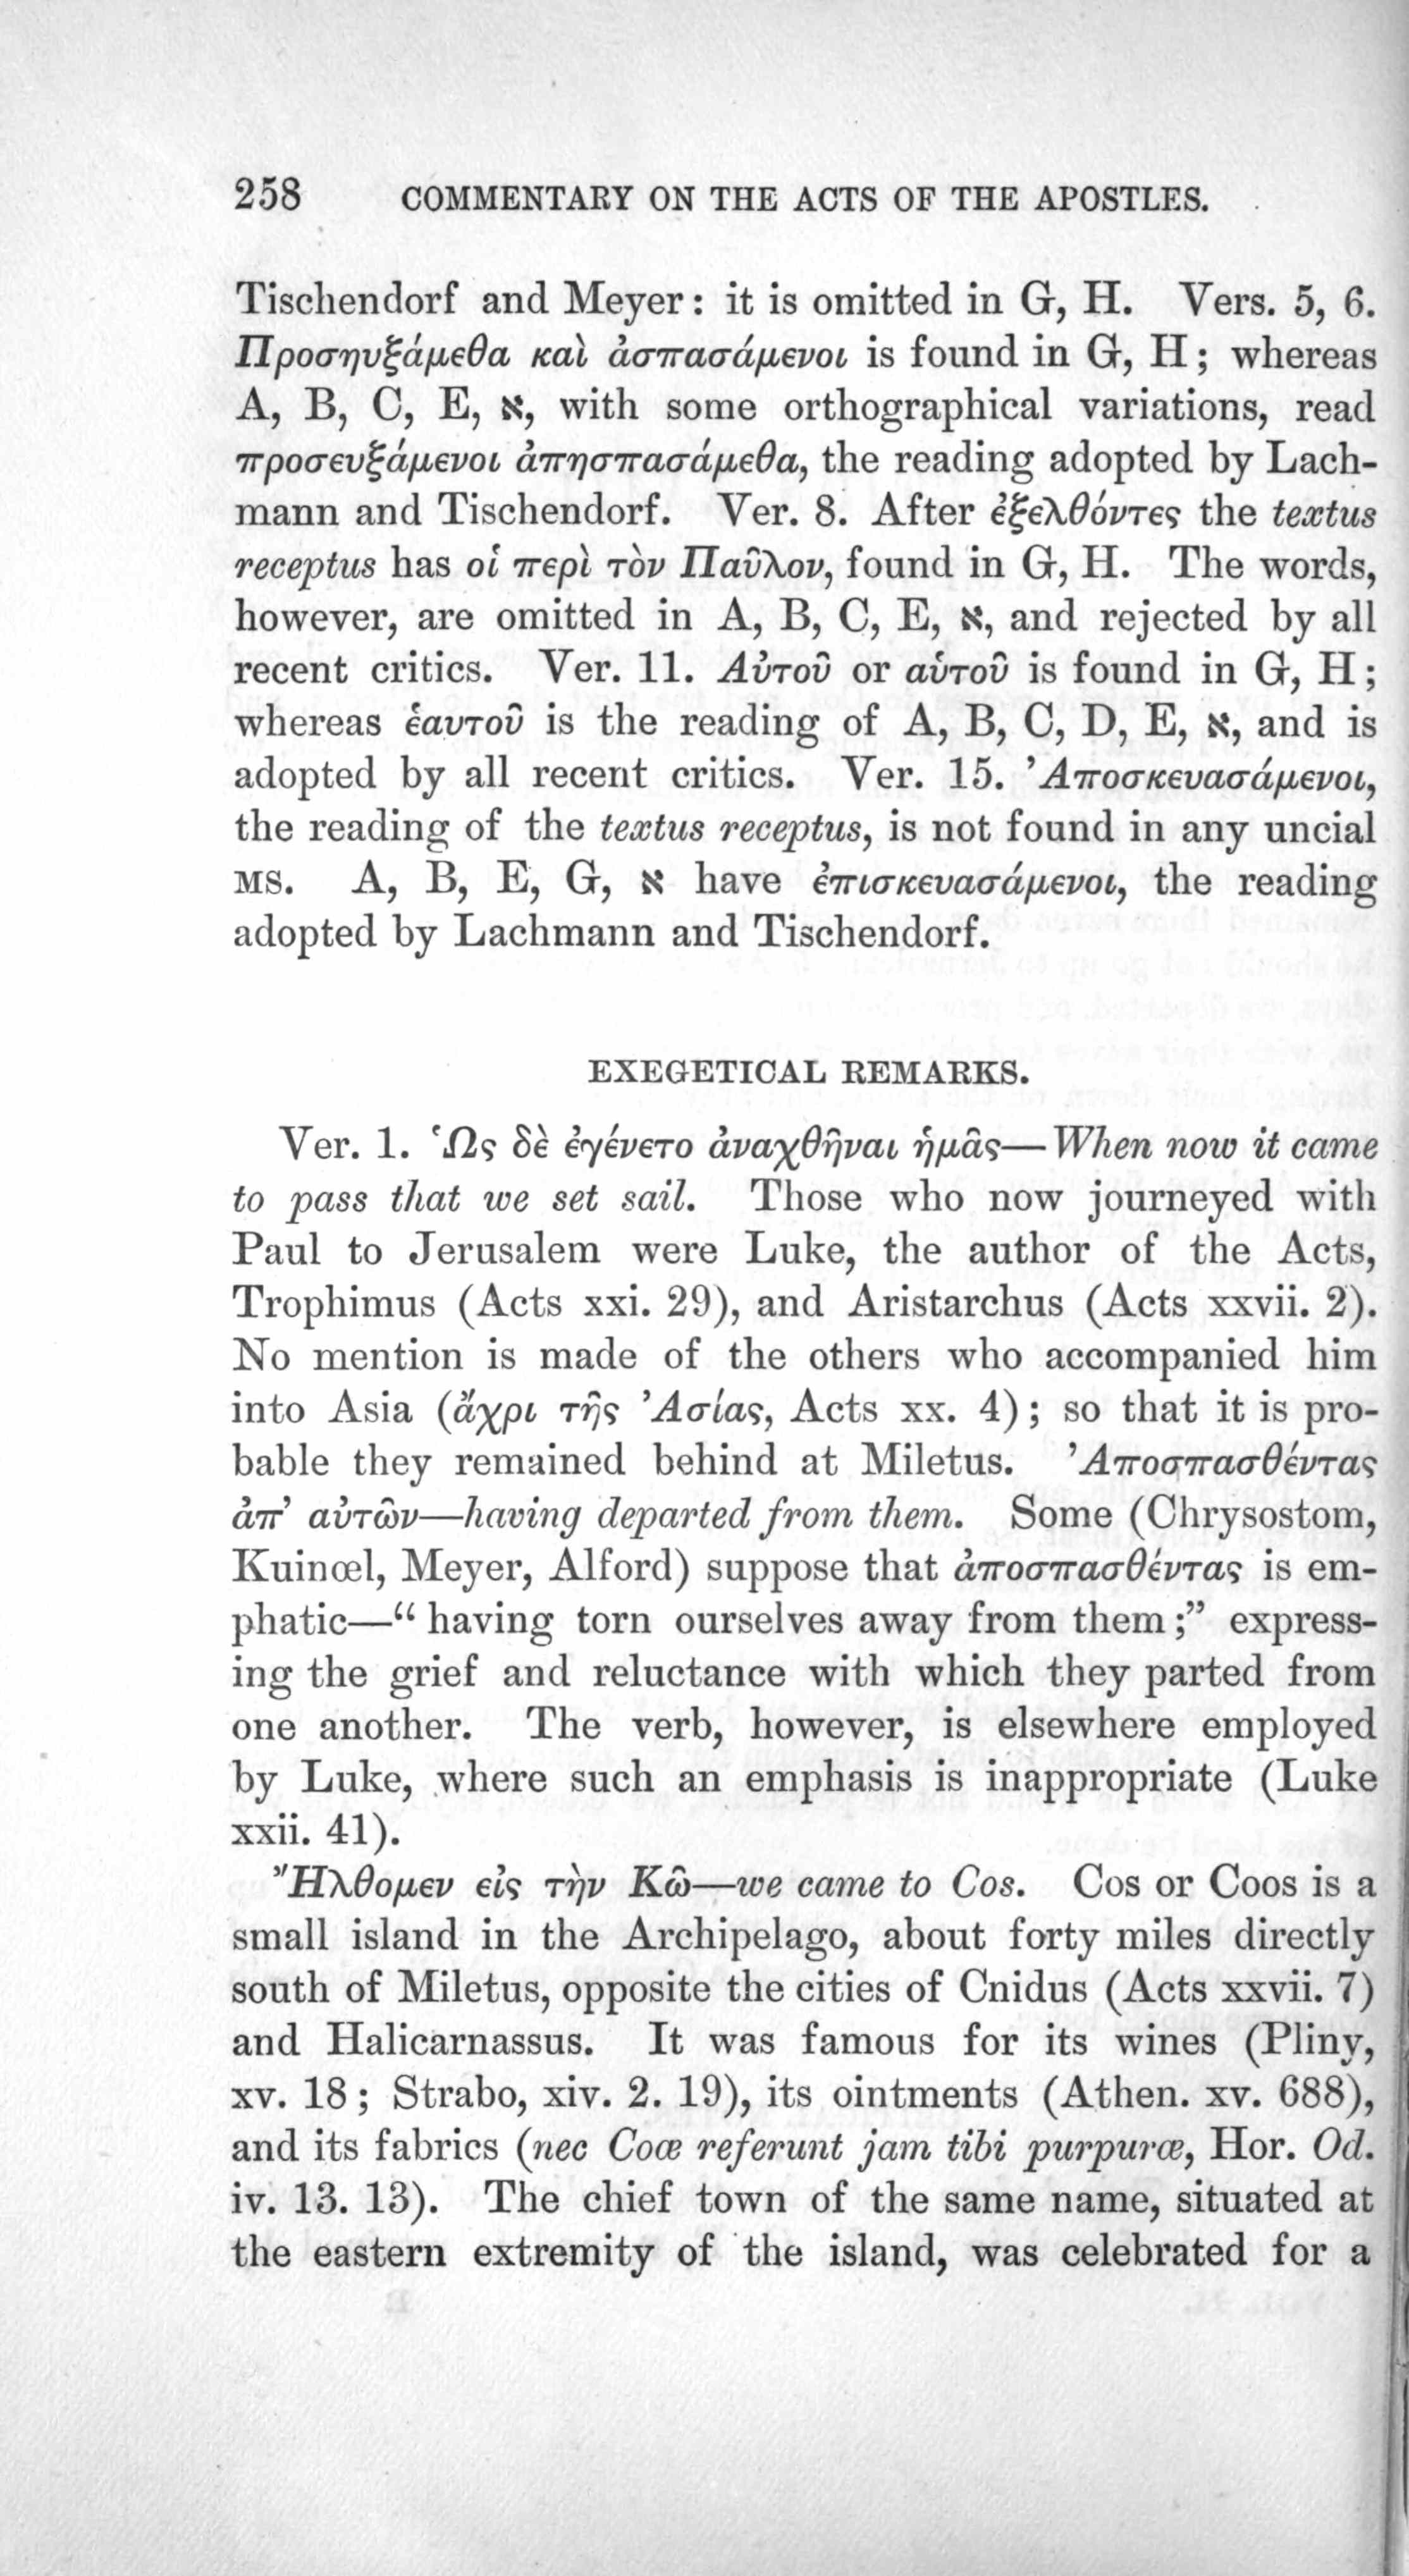 258 COMMENTARY ON THE ACTS OF THE APOSTLES.
Tischendorf and Meyer: it is omitted in G, H. Vers. 5, 6.
Προσηυξάμεθα καὶ ἀσπασάμενοι is found in G, H; whereas
A, B, C, E, א, with some orthographical variations, read
προσευξάμενοι ἀπησπασάμεθα, the reading adopted by Lach-
mann and Tischendorf. Ver. 8. After ἐξελθόντες the textus
receptus has οἱ περὶ τὸν Παῦλον, found in G, H. The words,
however, are omitted in A, B, C, E, א, and rejected by all
recent critics. Ver. 11. Αὐτοῦ or αὑτοῦ is found in G, H;
whereas ἑαυτοῦ is the reading of A, B, C, D, E, א, and is
adopted by all recent critics. Ver. 15. Ἀποσκευασάμενοι,
the reading of the textus receptus, is not found in any uncial
MS. A, B, E, G, א have ἐπισκευασάμενοι, the reading
adopted by Lachmann and Tischendorf.
EXEGETICAL REMARKS.
Ver. 1. Ὡς δὲ ἐγένετο ἀναχθῆναι ἡμᾶς—When now it came
to pass that we set sail. Those who now journeyed with
Paul to Jerusalem were Luke, the author of the Acts,
Trophimus (Acts xxi. 29), and Aristarchus (Acts xxvii. 2).
No mention is made of the others who accompanied him
into Asia (ἄχρι τῆς Ἀσίας, Acts xx. 4); so that it is pro-
bable they remained behind at Miletus. Ἀποσπασθέντας
ἀπ’ αὐτῶν—having departed from them. Some (Chrysostom,
Kuinœl, Meyer, Alford) suppose that ἀποσπασθέντας is em-
phatic—“having torn ourselves away from them;” express-
ing the grief and reluctance with which they parted from
one another. The verb, however, is elsewhere employed
by Luke, where such an emphasis is inappropriate (Luke
xxii. 41).
Ἤλθομεν εἰς τὴν Κῶ—we came to Cos. Cos or Coos is a
small island in the Archipelago, about forty miles directly
south of Miletus, opposite the cities of Cnidus (Acts xxvii. 7)
and Halicarnassus. It was famous for its wines (Pliny,
xv. 18; Strabo, xiv. 2. 19), its ointments (Athen. xv. 688),
and its fabrics (nec Coæ referunt jam tibi purpuræ, Hor. Od.
iv. 13. 13). The chief town of the same name, situated at
the eastern extremity of the island, was celebrated for a